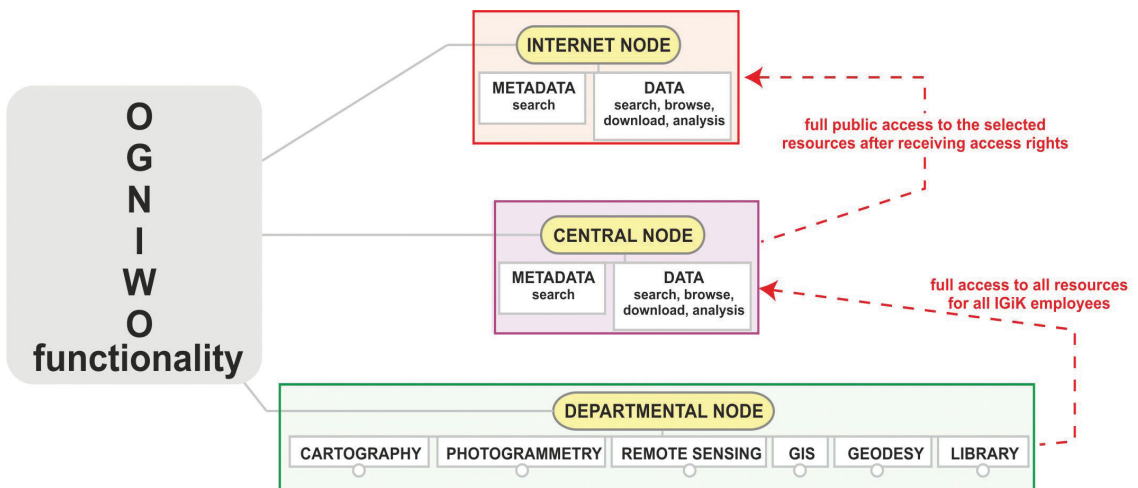 O
G
N
I
W
O
functionality
INTERNET NODE
METADATA
search
DATA
search, browse,
download, analysis
full public access to the selected
resources after receiving access rights
CENTRAL NODE
METADATA
search
DATA
search, browse,
download, analysis
full access to all resources
for all IGiK employees
DEPARTMENTAL NODE
CARTOGRAPHY
PHOTOGRAMMETRY
REMOTE SENSING
GIS
GEODESY
LIBRARY